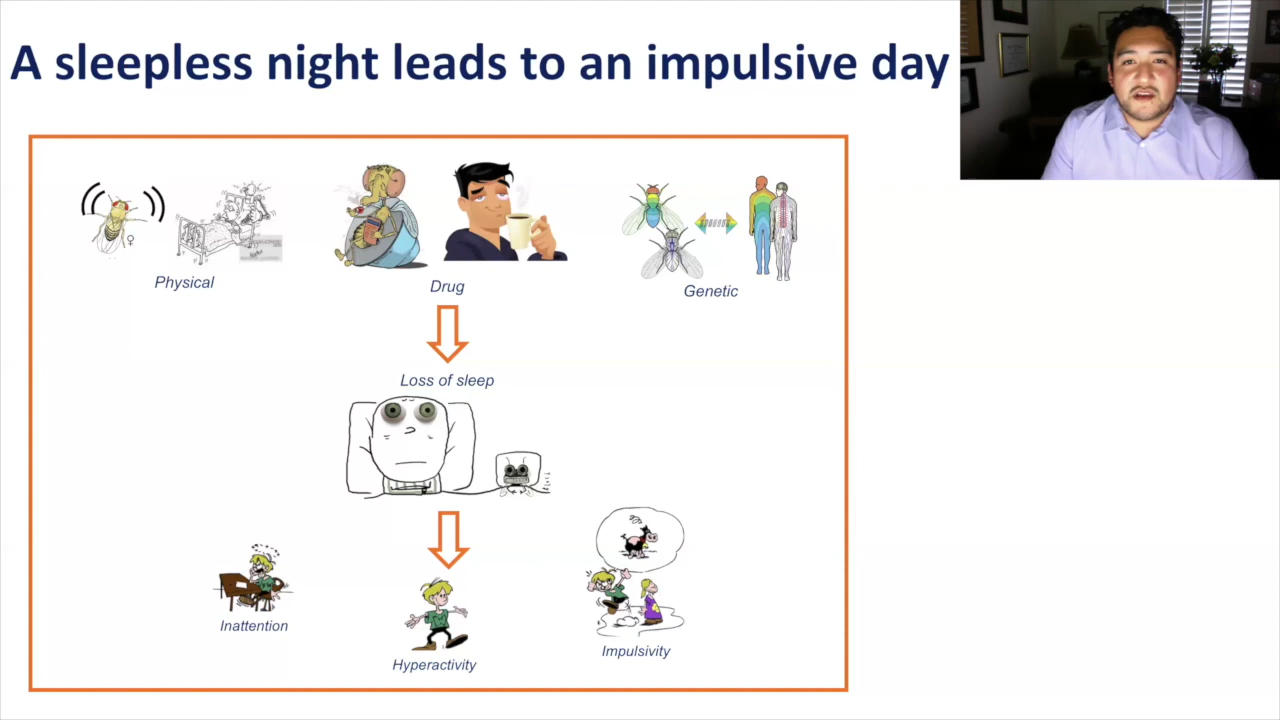 A sleepless night leads to an impulsive day
Physical
Drug
Genetic
Loss of sleep
Inattention
Hyperactivity
Impulsivity